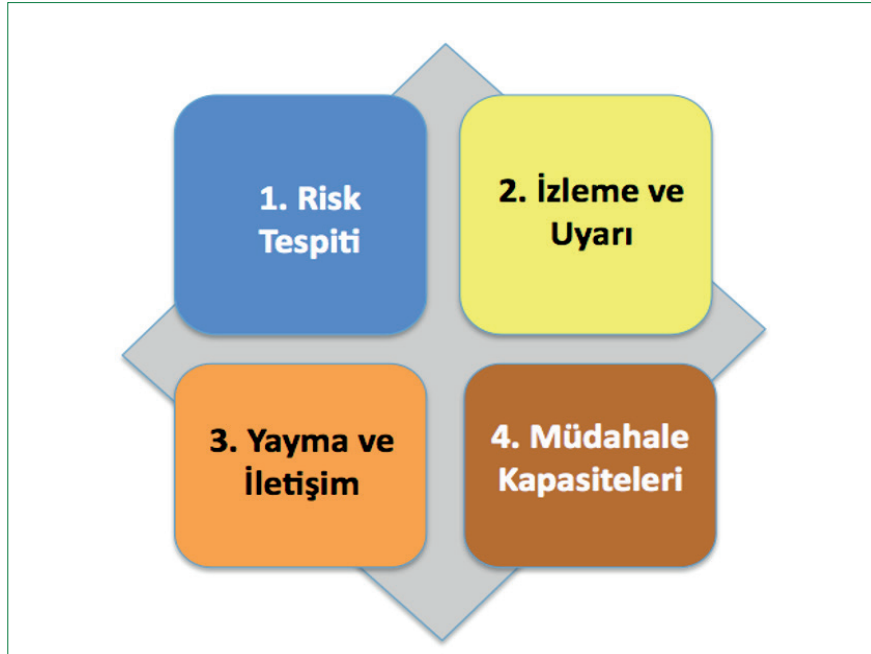 1. Risk
Tespiti
2. İzleme ve
Uyarı
3. Yayma ve
İletişim
4. Müdahale
Kapasiteleri